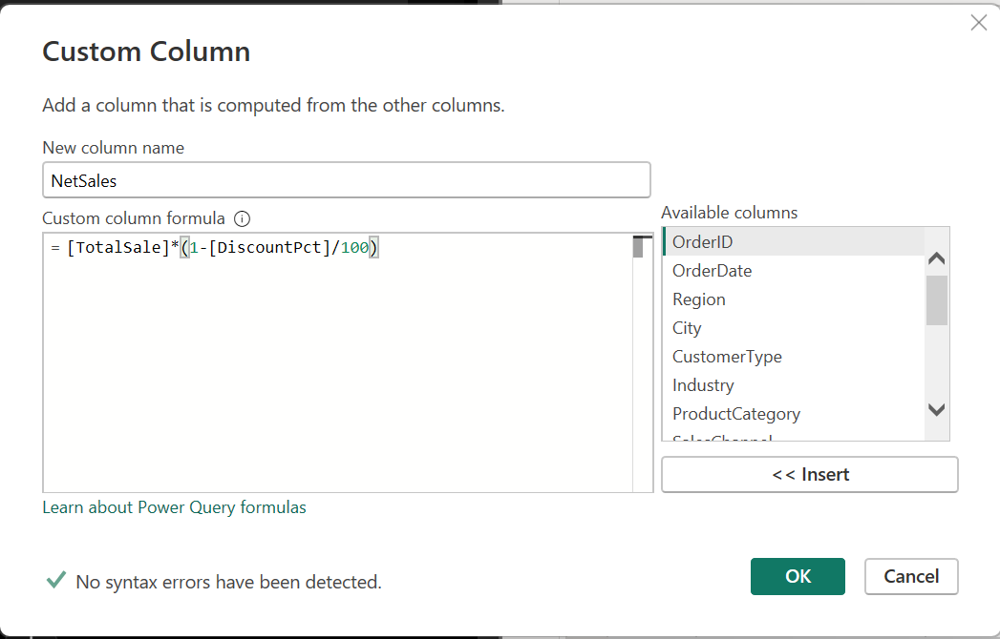 Custom Column
Add a column that is computed from the other columns.
New column name
NetSales
Custom column formula
= [TotalSale]*(1-[DiscountPct]/100)
Available columns
OrderID
OrderDate
Region
City
CustomerType
Industry
ProductCategory
SalesChannel
<< Insert
Learn about Power Query formulas
No syntax errors have been detected.
OK
Cancel